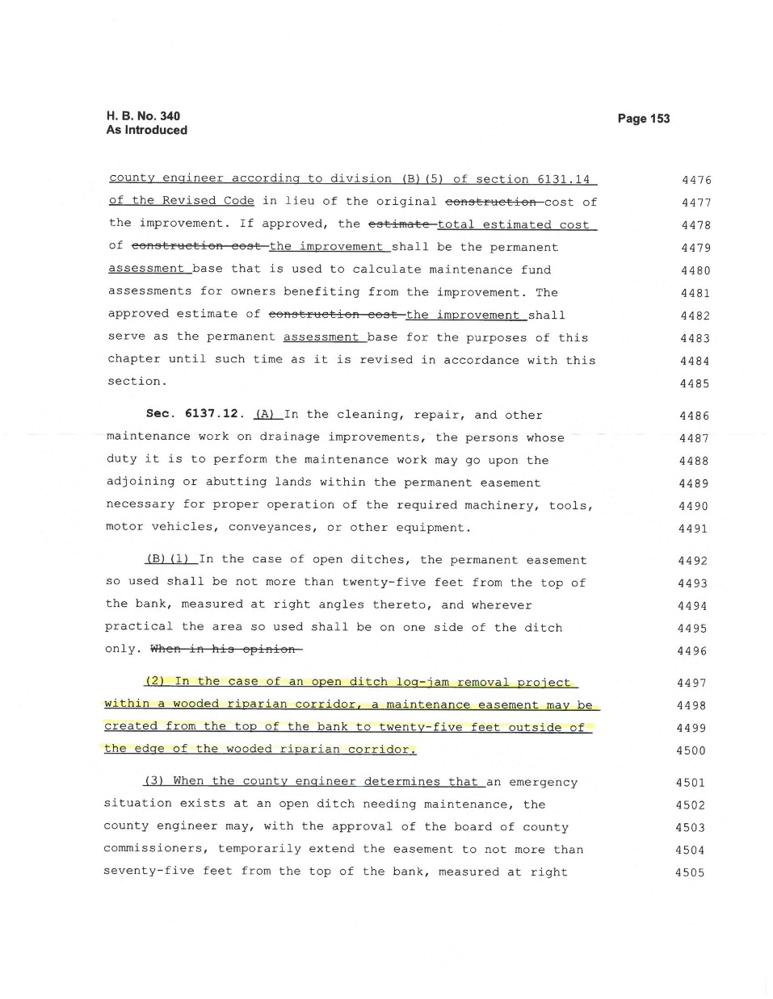 H. B. No. 340
As Introduced
Page 153
county engineer according to division (B)(5) of section 6131.14 4476
of the Revised Code in lieu of the original construction cost of 4477
the improvement. If approved, the estimate total estimated cost 4478
of construction cost the improvement shall be the permanent 4479
assessment base that is used to calculate maintenance fund 4480
assessments for owners benefiting from the improvement. The 4481
approved estimate of construction cost the improvement shall 4482
serve as the permanent assessment base for the purposes of this 4483
chapter until such time as it is revised in accordance with this 4484
section. 4485
Sec. 6137.12. (A) In the cleaning, repair, and other 4486
maintenance work on drainage improvements, the persons whose 4487
duty it is to perform the maintenance work may go upon the 4488
adjoining or abutting lands within the permanent easement 4489
necessary for proper operation of the required machinery, tools, 4490
motor vehicles, conveyances, or other equipment. 4491
(B)(1) In the case of open ditches, the permanent easement 4492
so used shall be not more than twenty-five feet from the top of 4493
the bank, measured at right angles thereto, and wherever 4494
practical the area so used shall be on one side of the ditch 4495
only. When in his opinion 4496
(2) In the case of an open ditch log-jam removal project 4497
within a wooded riparian corridor, a maintenance easement may be 4498
created from the top of the bank to twenty-five feet outside of 4499
the edge of the wooded riparian corridor. 4500
(3) When the county engineer determines that an emergency 4501
situation exists at an open ditch needing maintenance, the 4502
county engineer may, with the approval of the board of county 4503
commissioners, temporarily extend the easement to not more than 4504
seventy-five feet from the top of the bank, measured at right 4505